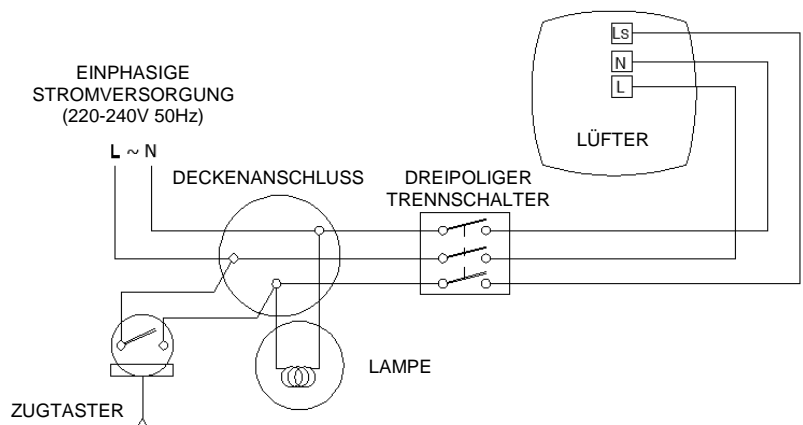 Ls
N
L
LÜFTER
EINPHASIGE
STROMVERSORGUNG
(220-240V 50Hz)
L ~ N
DECKENANSCHLUSS
DREIPOLIGER
TRENNSCHALTER
LAMPE
ZUGTASTER